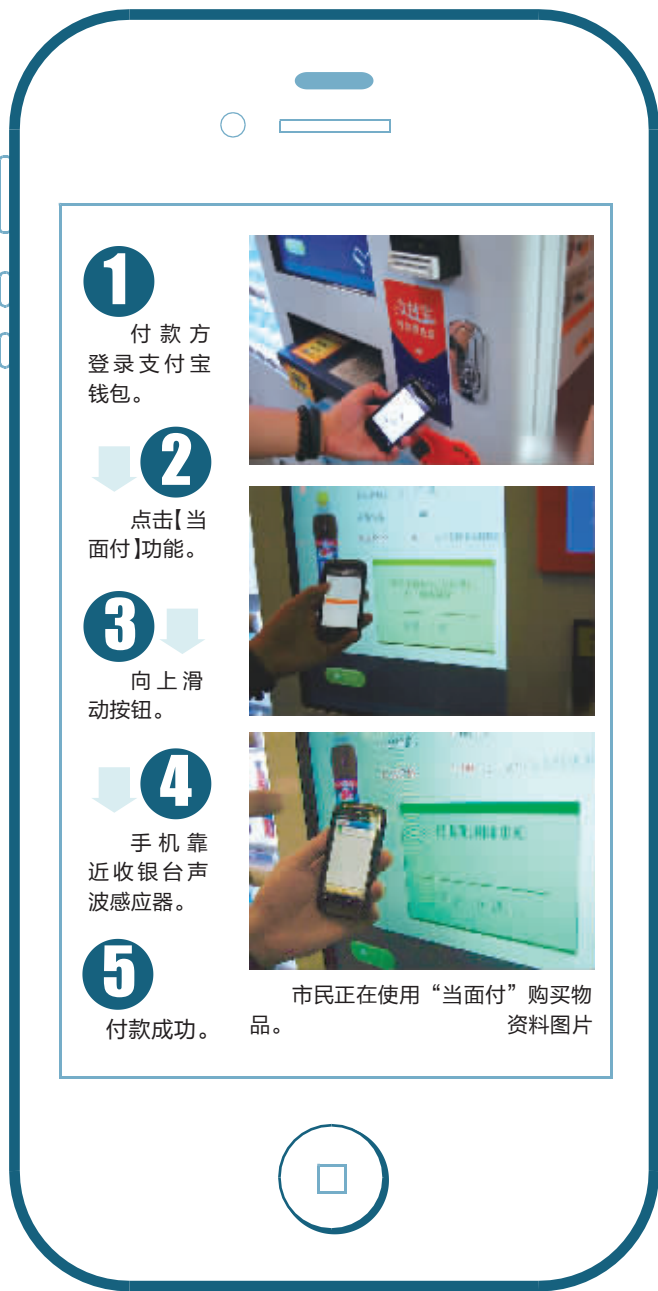 1
付款方
登录支付宝
钱包。
2
点击【当
面付】功能。
3
向上滑
动按钮。
4
手机靠
近收银台声
波感应器。
5
付款成功。
支付宝
市民正在使用“当面付”购买物
品。 资料图片